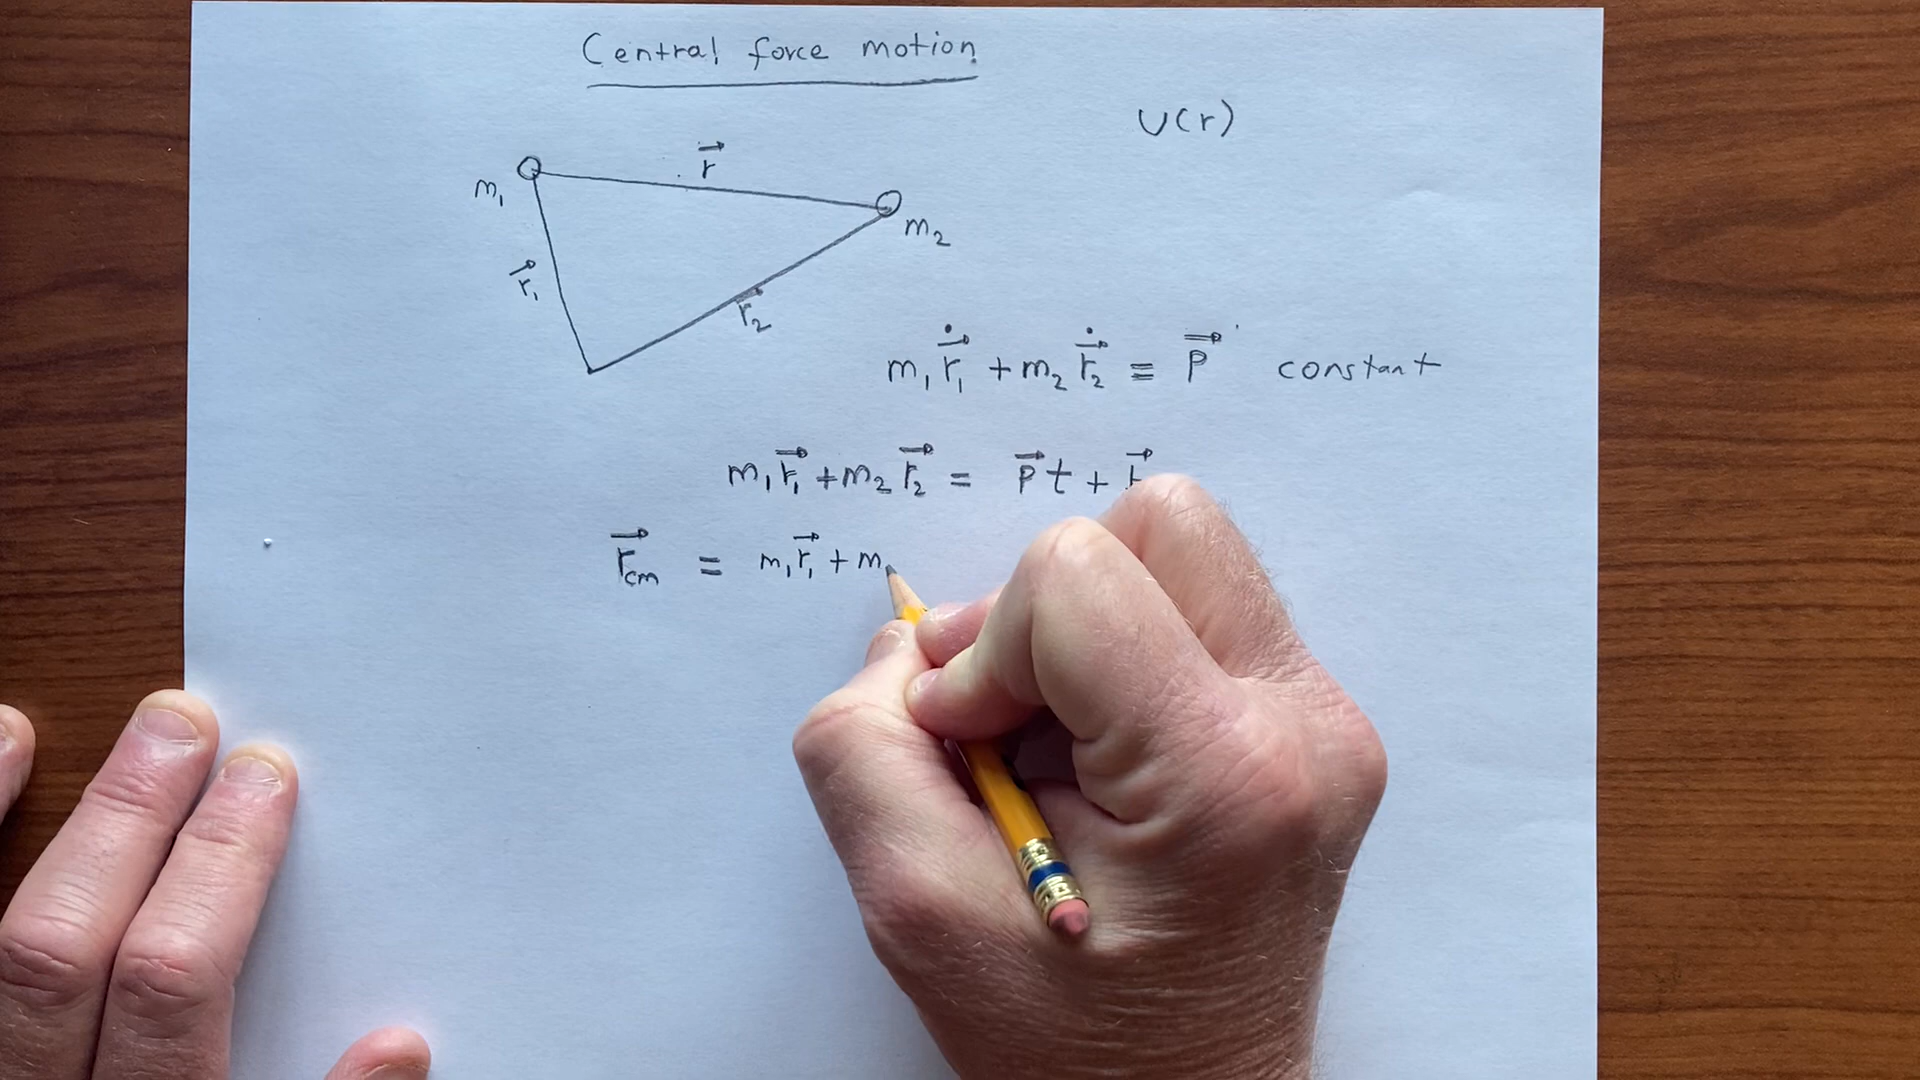 Central force motion
U(r)
r⃗
m₁
m₂
r⃗₁
r⃗₂
m₁ṙ⃗₁ + m₂ṙ⃗₂ ≡ P⃗ constant
m₁r⃗₁ + m₂r⃗₂ = P⃗t +
r⃗cm = m₁r⃗₁ + m